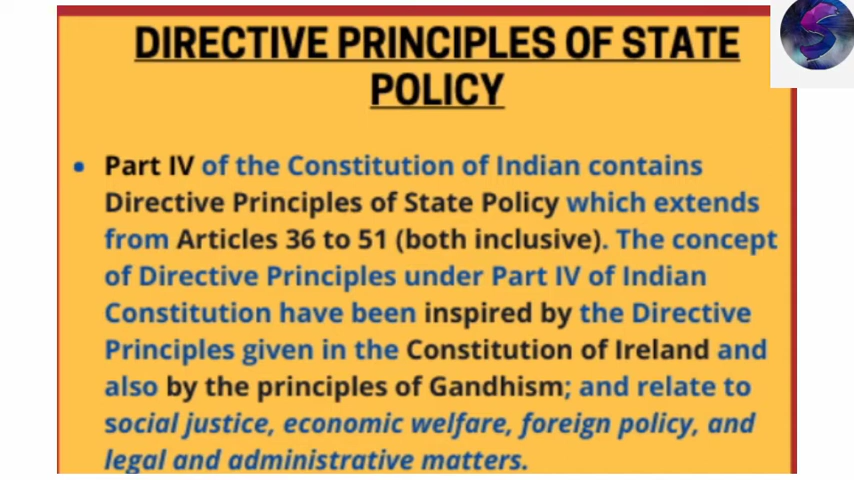 DIRECTIVE PRINCIPLES OF STATE
POLICY
• Part IV of the Constitution of Indian contains
Directive Principles of State Policy which extends
from Articles 36 to 51 (both inclusive). The concept
of Directive Principles under Part IV of Indian
Constitution have been inspired by the Directive
Principles given in the Constitution of Ireland and
also by the principles of Gandhism; and relate to
social justice, economic welfare, foreign policy, and
legal and administrative matters.